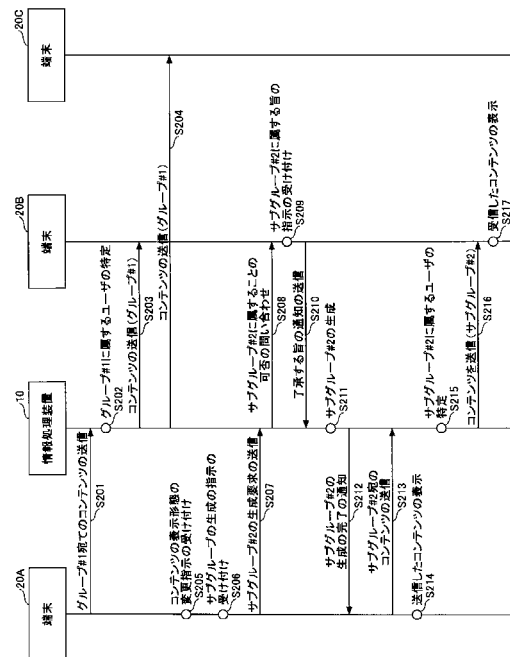 20A
端末
10
情報処理装置
20B
端末
20C
端末
グループ#1宛てのコンテンツの送信
S201
グループ#1に属するユーザの特定
S202
コンテンツの送信(グループ#1)
S203
コンテンツの送信(グループ#1)
S204
コンテンツの表示形態の
変更指示の受け付け
S205
サブグループの生成の指示の
受け付け
S206
サブグループ#2の生成要求の送信
S207
サブグループ#2に属することの
可否の問い合わせ
S208
サブグループ#2に属する旨の
指示の受け付け
S209
了承する旨の通知の送信
S210
サブグループ#2の生成
S211
サブグループ#2の
生成の完了の通知
S212
サブグループ#2宛の
コンテンツの送信
S213
送信したコンテンツの表示
S214
サブグループ#2に属するユーザの
特定
S215
コンテンツを送信(サブグループ#2)
S216
受信したコンテンツの表示
S217